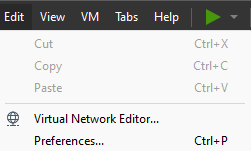 Edit View VM Tabs Help
Cut Ctrl+X
Copy Ctrl+C
Paste Ctrl+V
Virtual Network Editor...
Preferences... Ctrl+P